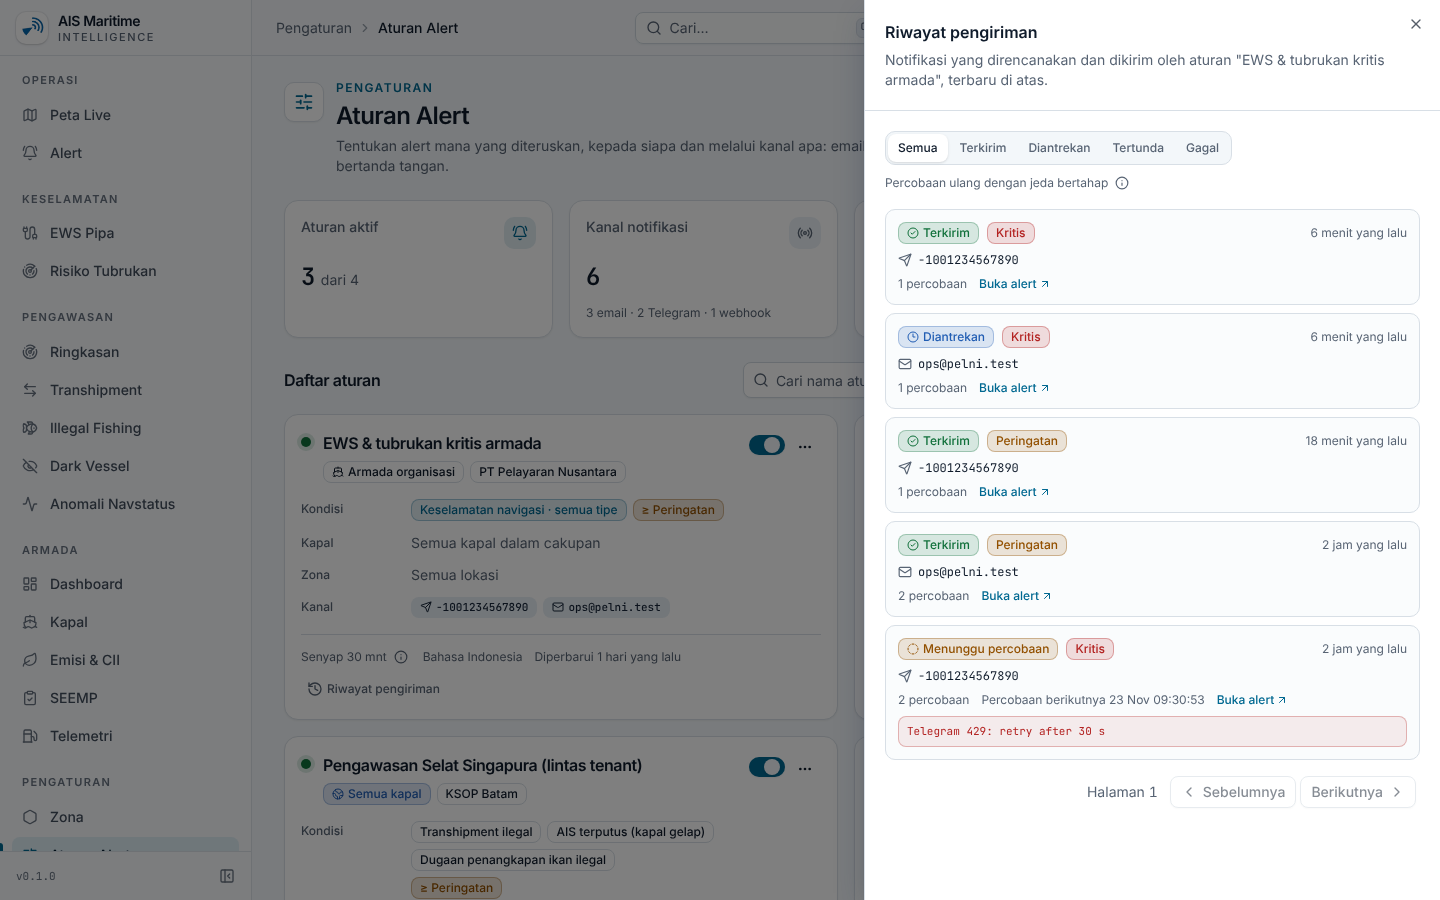 AIS Maritime
INTELLIGENCE
OPERASI
Peta Live
Alert
KESELAMATAN
EWS Pipa
Risiko Tubrukan
PENGAWASAN
Ringkasan
Transhipment
Illegal Fishing
Dark Vessel
Anomali Navstatus
ARMADA
Dashboard
Kapal
Emisi & CII
SEEMP
Telemetri
PENGATURAN
Zona
v0.1.0
Pengaturan > Aturan Alert
Cari...
PENGATURAN
Aturan Alert
Tentukan alert mana yang diteruskan, kepada siapa dan melalui kanal apa: email
bertanda tangan.
Aturan aktif
3 dari 4
Kanal notifikasi
6
3 email · 2 Telegram · 1 webhook
Daftar aturan
Cari nama
EWS & tubrukan kritis armada
Armada organisasi
PT Pelayaran Nusantara
Kondisi
Keselamatan navigasi · semua tipe
≥ Peringatan
Kapal
Semua kapal dalam cakupan
Zona
Semua lokasi
Kanal
-1001234567890
ops@pelni.test
Senyap 30 mnt
Bahasa Indonesia
Diperbarui 1 hari yang lalu
Riwayat pengiriman
Pengawasan Selat Singapura (lintas tenant)
Semua kapal
KSOP Batam
Kondisi
Transhipment ilegal
AIS terputus (kapal gelap)
Dugaan penangkapan ikan ilegal
≥ Peringatan
Riwayat pengiriman
Notifikasi yang direncanakan dan dikirim oleh aturan "EWS & tubrukan kritis
armada", terbaru di atas.
Semua
Terkirim
Diantrekan
Tertunda
Gagal
Percobaan ulang dengan jeda bertahap
Terkirim
Kritis
6 menit yang lalu
-1001234567890
1 percobaan
Buka alert
Diantrekan
Kritis
6 menit yang lalu
ops@pelni.test
1 percobaan
Buka alert
Terkirim
Peringatan
18 menit yang lalu
-1001234567890
1 percobaan
Buka alert
Terkirim
Peringatan
2 jam yang lalu
ops@pelni.test
2 percobaan
Buka alert
Menunggu percobaan
Kritis
2 jam yang lalu
-1001234567890
2 percobaan
Percobaan berikutnya 23 Nov 09:30:53
Buka alert
Telegram 429: retry after 30 s
Halaman 1
Sebelumnya
Berikutnya